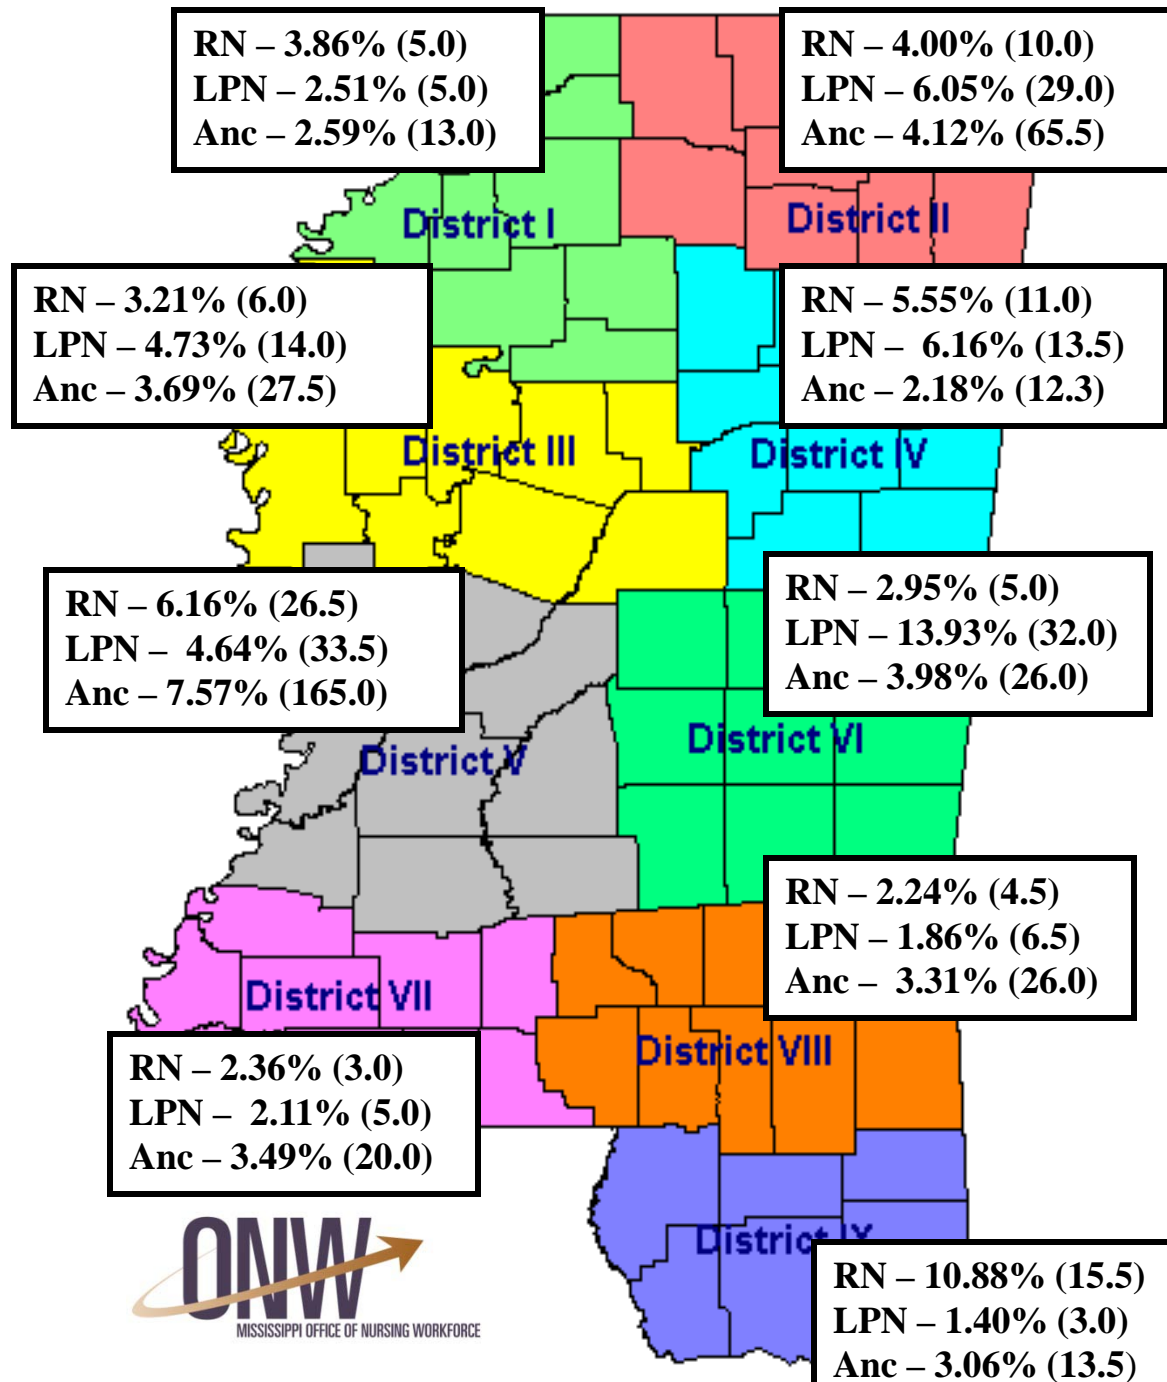 RN – 3.86% (5.0)
LPN – 2.51% (5.0)
Anc – 2.59% (13.0)
RN – 4.00% (10.0)
LPN – 6.05% (29.0)
Anc – 4.12% (65.5)
District I
District II
RN – 3.21% (6.0)
LPN – 4.73% (14.0)
Anc – 3.69% (27.5)
RN – 5.55% (11.0)
LPN –  6.16% (13.5)
Anc – 2.18% (12.3)
District III
District IV
RN – 6.16% (26.5)
LPN –  4.64% (33.5)
Anc – 7.57% (165.0)
RN – 2.95% (5.0)
LPN – 13.93% (32.0)
Anc – 3.98% (26.0)
District V
District VI
RN – 2.24% (4.5)
LPN – 1.86% (6.5)
Anc –  3.31% (26.0)
District VII
District VIII
RN – 2.36% (3.0)
LPN –  2.11% (5.0)
Anc – 3.49% (20.0)
District IX
RN – 10.88% (15.5)
LPN – 1.40% (3.0)
Anc – 3.06% (13.5)
ONW
MISSISSIPPI OFFICE OF NURSING WORKFORCE